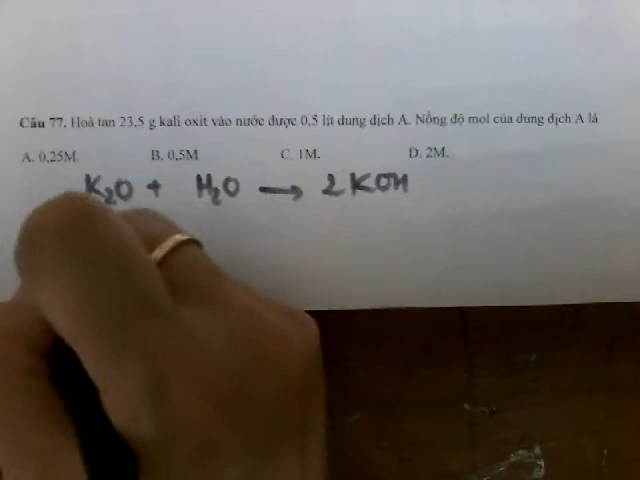 Câu 77. Hoà tan 23,5 g kali oxit vào nước được 0,5 lít dung dịch A. Nồng độ mol của dung dịch A là
A. 0,25M. B. 0,5M C. 1M. D. 2M.
K₂O + H₂O ⟶ 2KOH